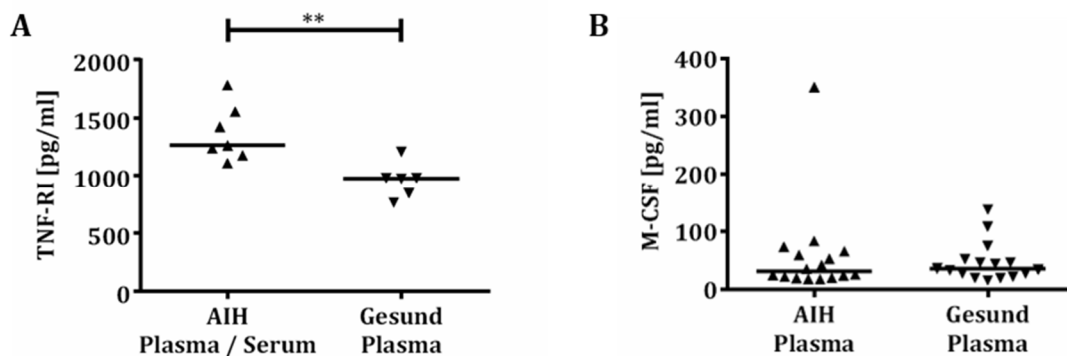 A
**
TNF-RI [pg/ml]
2000
1500
1000
500
0
AIH
Plasma / Serum
Gesund
Plasma
B
M-CSF [pg/ml]
400
300
200
100
0
AIH
Plasma
Gesund
Plasma